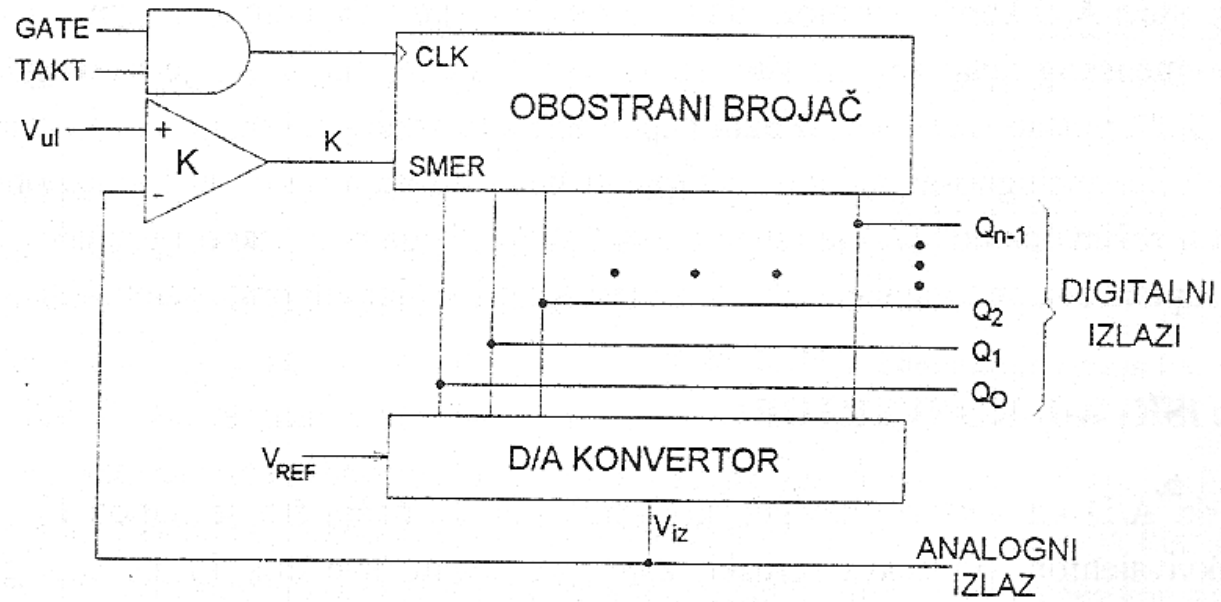 GATE
TAKT
CLK
OBOSTRANI BROJAČ
V_ul
+
K
-
K
SMER
Q_n-1
Q_2
Q_1
Q_O
DIGITALNI
IZLAZI
V_REF
D/A KONVERTOR
V_iz
ANALOGNI
IZLAZ